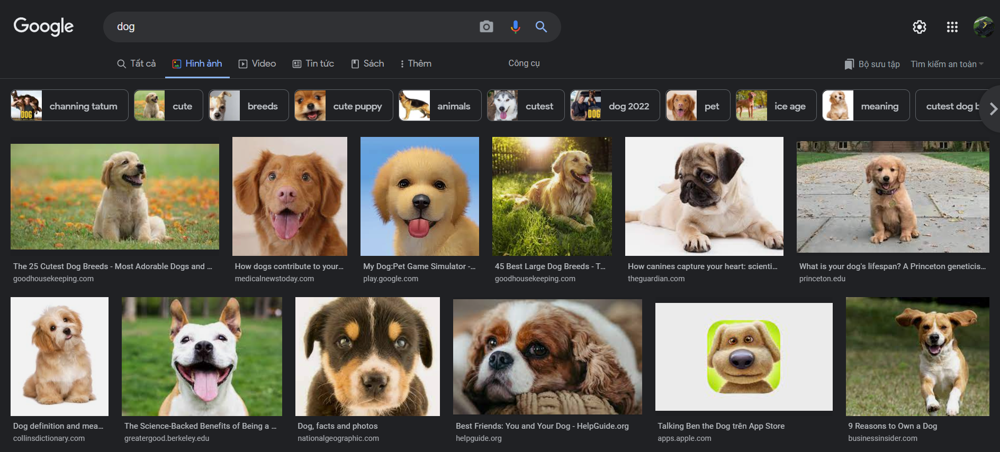 Google
dog
Tất cả
Hình ảnh
Video
Tin tức
Sách
Thêm
Công cụ
Bộ sưu tập
Tìm kiếm an toàn
DOG
channing tatum
cute
breeds
cute puppy
animals
cutest
DOG
dog 2022
pet
ice age
meaning
cutest dog b
The 25 Cutest Dog Breeds - Most Adorable Dogs and ...
goodhousekeeping.com
How dogs contribute to your...
medicalnewstoday.com
My Dog:Pet Game Simulator -...
play.google.com
45 Best Large Dog Breeds - T...
goodhousekeeping.com
How canines capture your heart: scienti...
theguardian.com
What is your dog's lifespan? A Princeton geneticis...
princeton.edu
Dog definition and mea...
collinsdictionary.com
The Science-Backed Benefits of Being a ...
greatergood.berkeley.edu
Dog, facts and photos
nationalgeographic.com
Best Friends: You and Your Dog - HelpGuide.org
helpguide.org
Talking Ben the Dog trên App Store
apps.apple.com
9 Reasons to Own a Dog
businessinsider.com